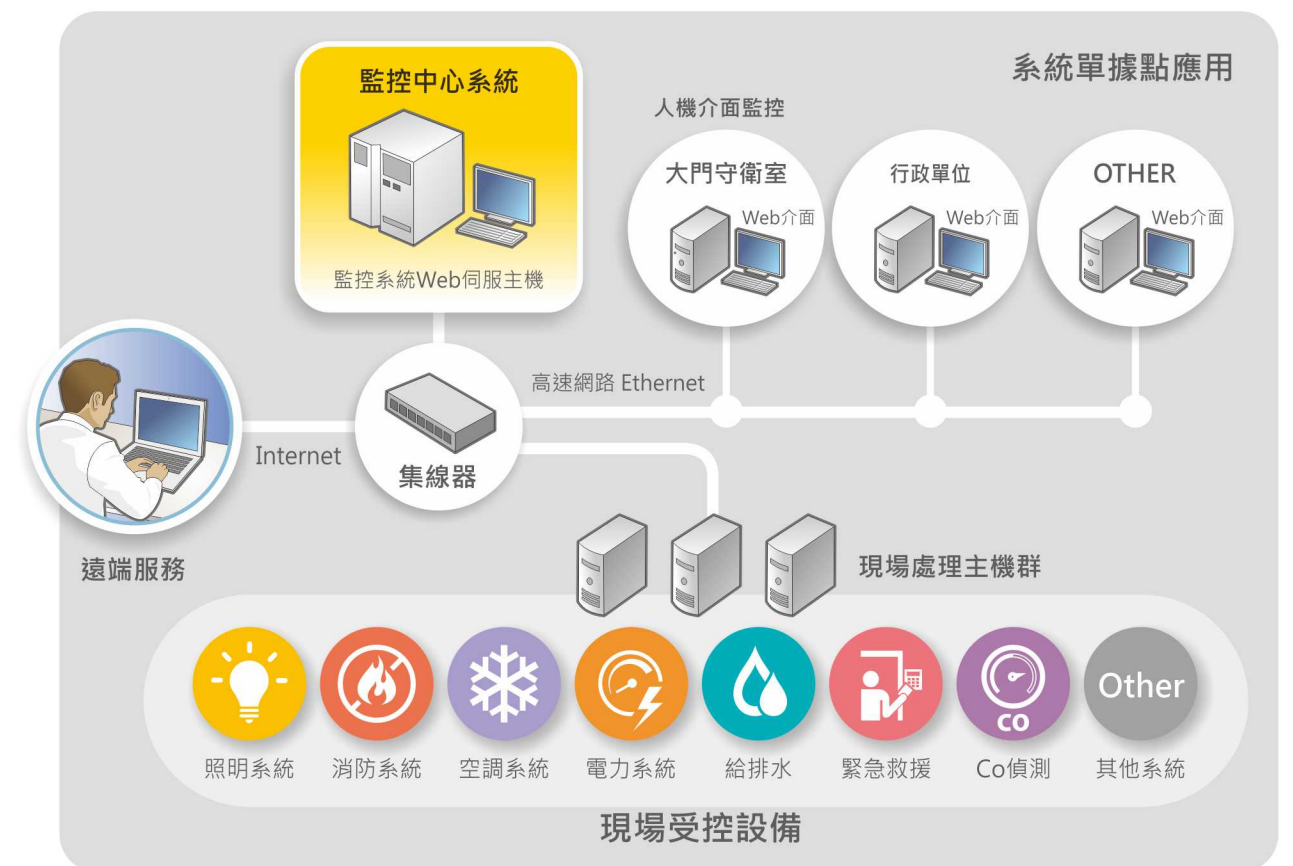 系統單據點應用
監控中心系統
監控系統Web伺服主機
人機介面監控
大門守衛室
Web介面
行政單位
Web介面
OTHER
Web介面
高速網路 Ethernet
Internet
集線器
遠端服務
現場處理主機群
CO
Other
照明系統
消防系統
空調系統
電力系統
給排水
緊急救援
Co偵測
其他系統
現場受控設備